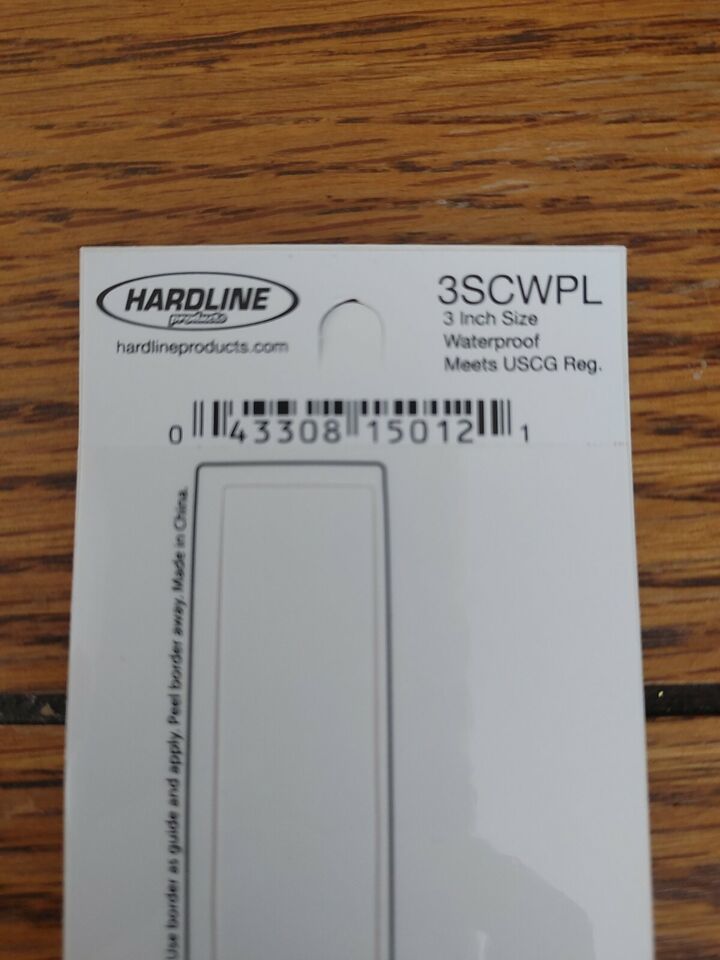 HARDLINE
products
hardlineproducts.com
3SCWPL
3 Inch Size
Waterproof
Meets USCG Reg.
0 43308 15012 1
Use border as guide and apply. Peel border away. Made in China.